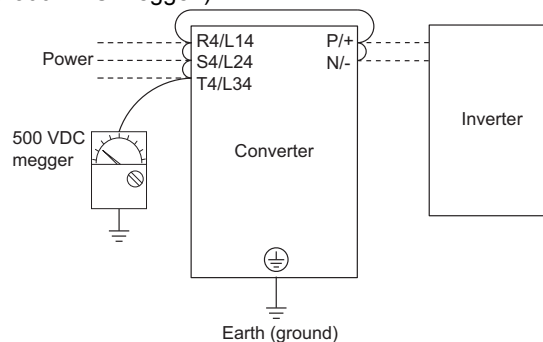 R4/L14
P/+
Power
S4/L24
N/-
T4/L34
500 VDC
megger
Converter
Inverter
Earth (ground)